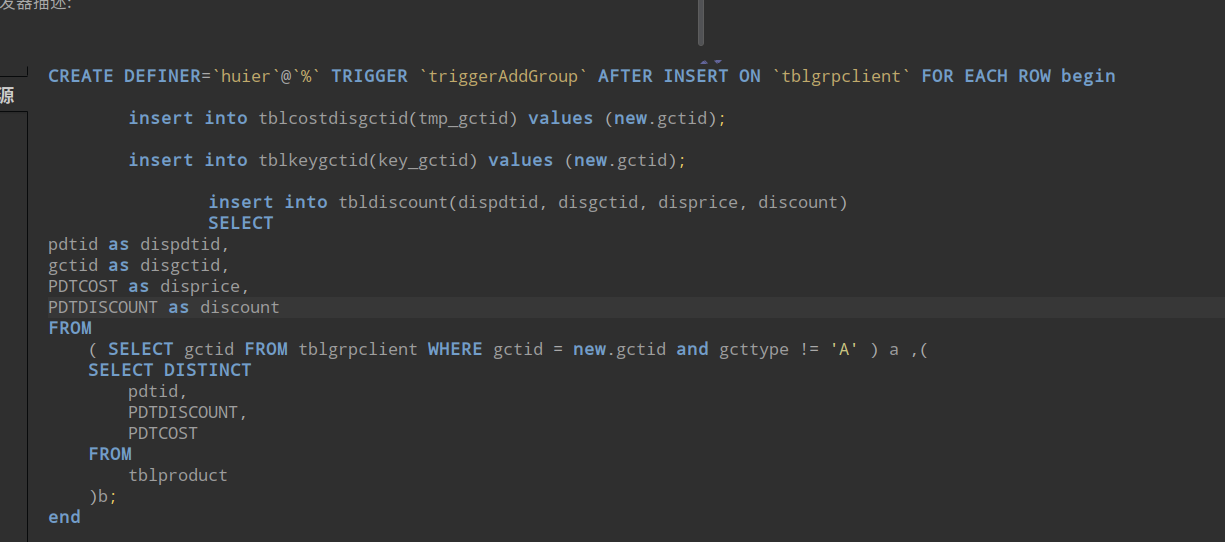 发器描述:
CREATE DEFINER=`huier`@`%` TRIGGER `triggerAddGroup` AFTER INSERT ON `tblgrpclient` FOR EACH ROW begin
源
insert into tblcostdisgctid(tmp_gctid) values (new.gctid);
insert into tblkeygctid(key_gctid) values (new.gctid);
insert into tbldiscount(dispdtid, disgctid, disprice, discount)
SELECT
pdtid as dispdtid,
gctid as disgctid,
PDTCOST as disprice,
PDTDISCOUNT as discount
FROM
( SELECT gctid FROM tblgrpclient WHERE gctid = new.gctid and gcttype != 'A' ) a ,(
SELECT DISTINCT
pdtid,
PDTDISCOUNT,
PDTCOST
FROM
tblproduct
)b;
end